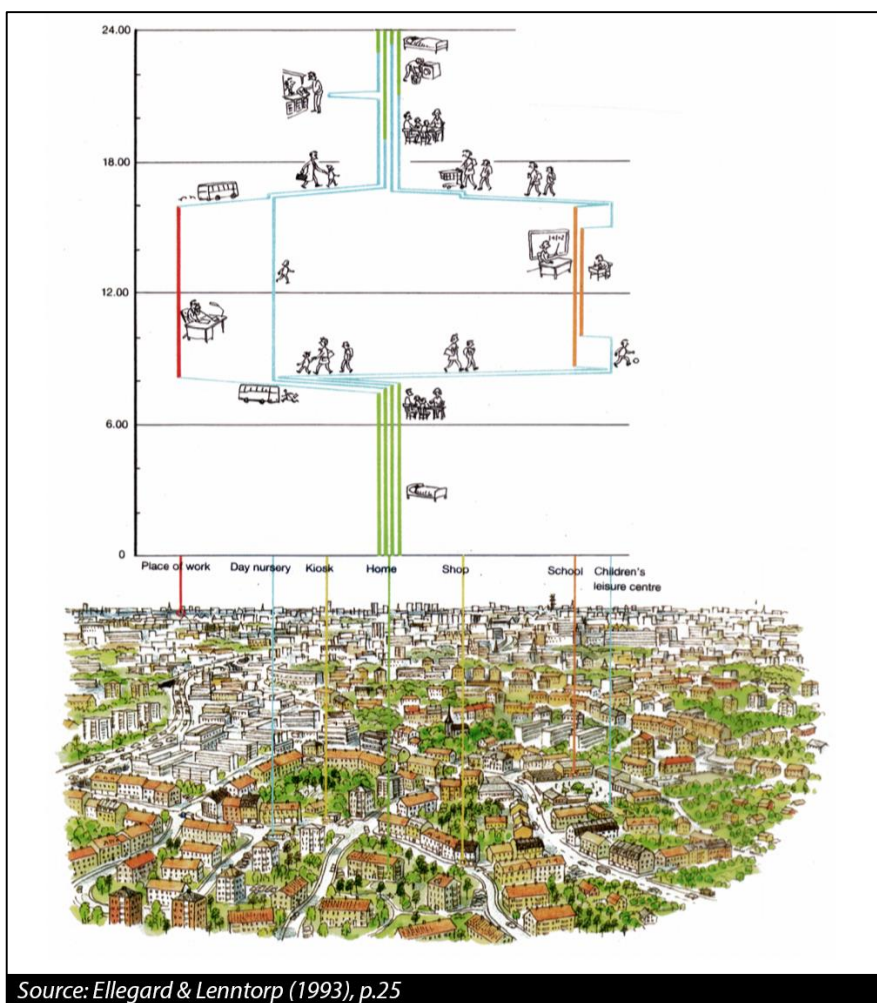 24.00
18.00
12.00
6.00
0
Place of work Day nursery Kiosk Home Shop School Children's
leisure centre
Source: Ellegard & Lenntorp (1993), p.25